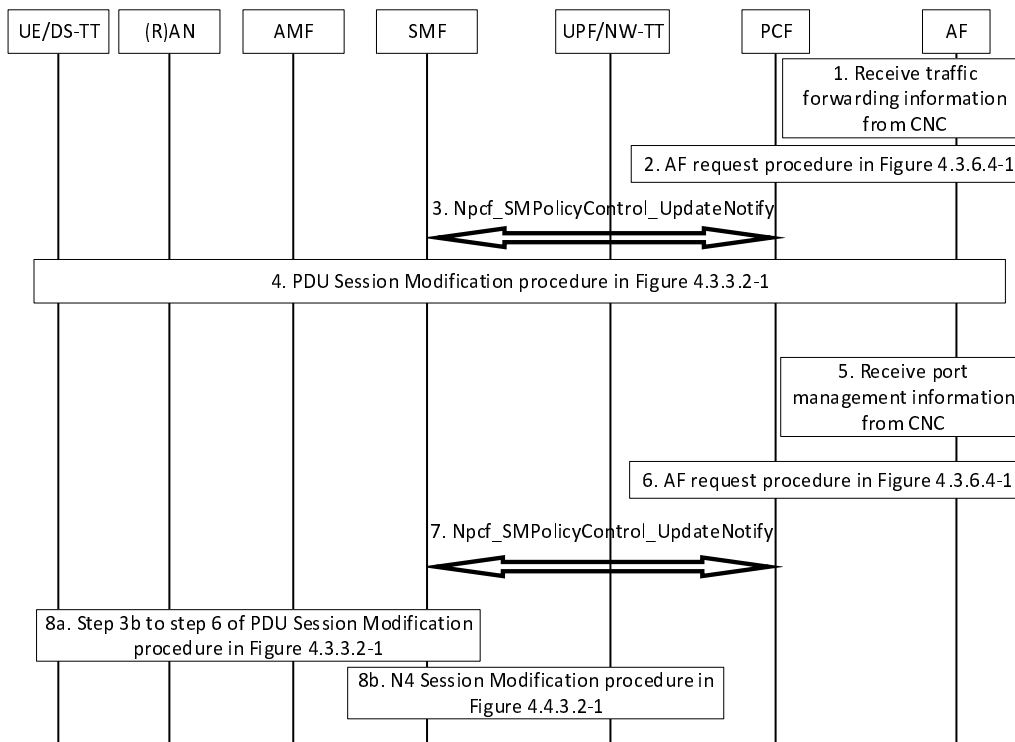 UE/DS-TT
(R)AN
AMF
SMF
UPF/NW-TT
PCF
AF
1. Receive traffic
forwarding information
from CNC
2. AF request procedure in Figure 4.3.6.4-1
3. Npcf_SMPolicyControl_UpdateNotify
4. PDU Session Modification procedure in Figure 4.3.3.2-1
5. Receive port
management information
from CNC
6. AF request procedure in Figure 4.3.6.4-1
7. Npcf_SMPolicyControl_UpdateNotify
8a. Step 3b to step 6 of PDU Session Modification
procedure in Figure 4.3.3.2-1
8b. N4 Session Modification procedure in
Figure 4.4.3.2-1